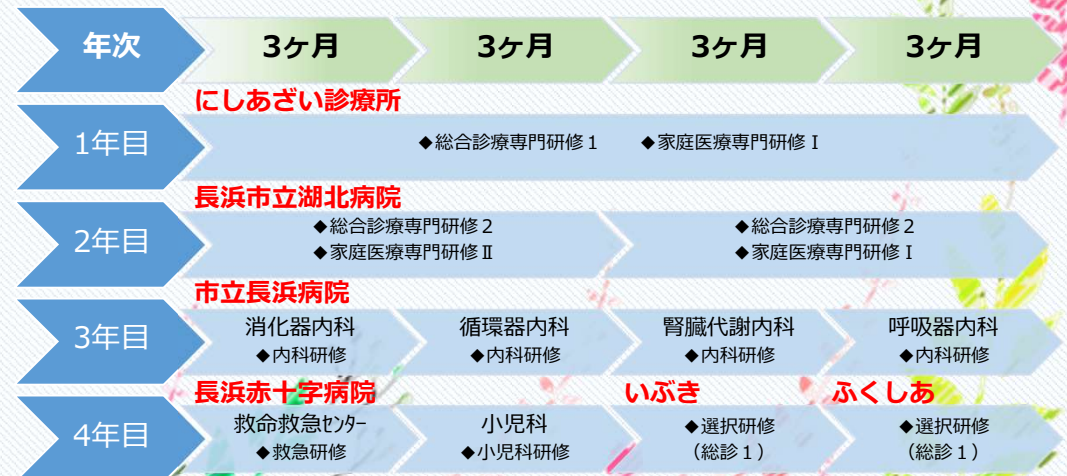 年次 3ヶ月 3ヶ月 3ヶ月 3ヶ月
にしあざい診療所
1年目 ◆総合診療専門研修１ ◆家庭医療専門研修Ⅰ
長浜市立湖北病院
2年目
◆総合診療専門研修２ ◆総合診療専門研修２
◆家庭医療専門研修Ⅱ ◆家庭医療専門研修Ⅰ
市立長浜病院
3年目
消化器内科 循環器内科 腎臓代謝内科 呼吸器内科
◆内科研修 ◆内科研修 ◆内科研修 ◆内科研修
長浜赤十字病院 いぶき ふくしあ
4年目
救命救急ｾﾝﾀｰ 小児科 ◆選択研修 ◆選択研修
◆救急研修 ◆小児科研修 （総診１） （総診１）